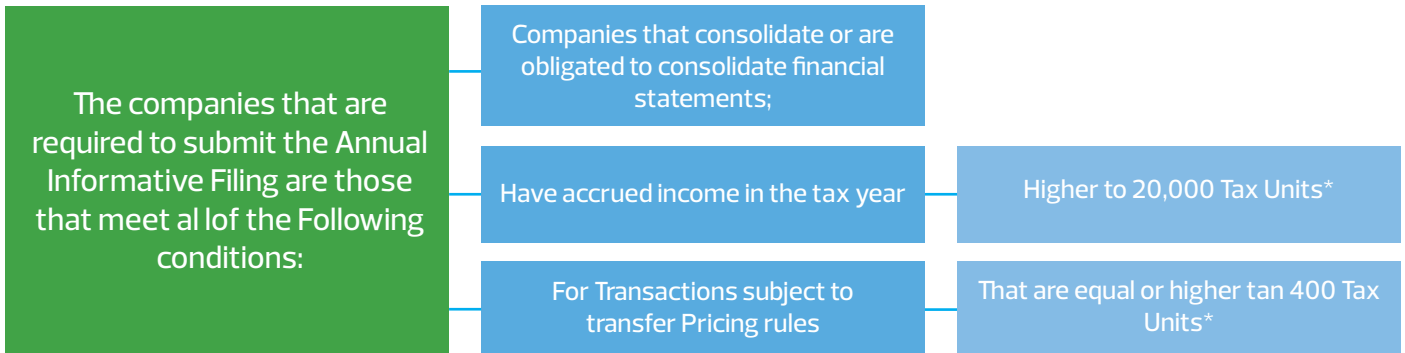 The companies that are
required to submit the Annual
Informative Filing are those
that meet al lof the Following
conditions:
Companies that consolidate or are
obligated to consolidate financial
statements;
Have accrued income in the tax year
Higher to 20,000 Tax Units*
For Transactions subject to
transfer Pricing rules
That are equal or higher tan 400 Tax
Units*